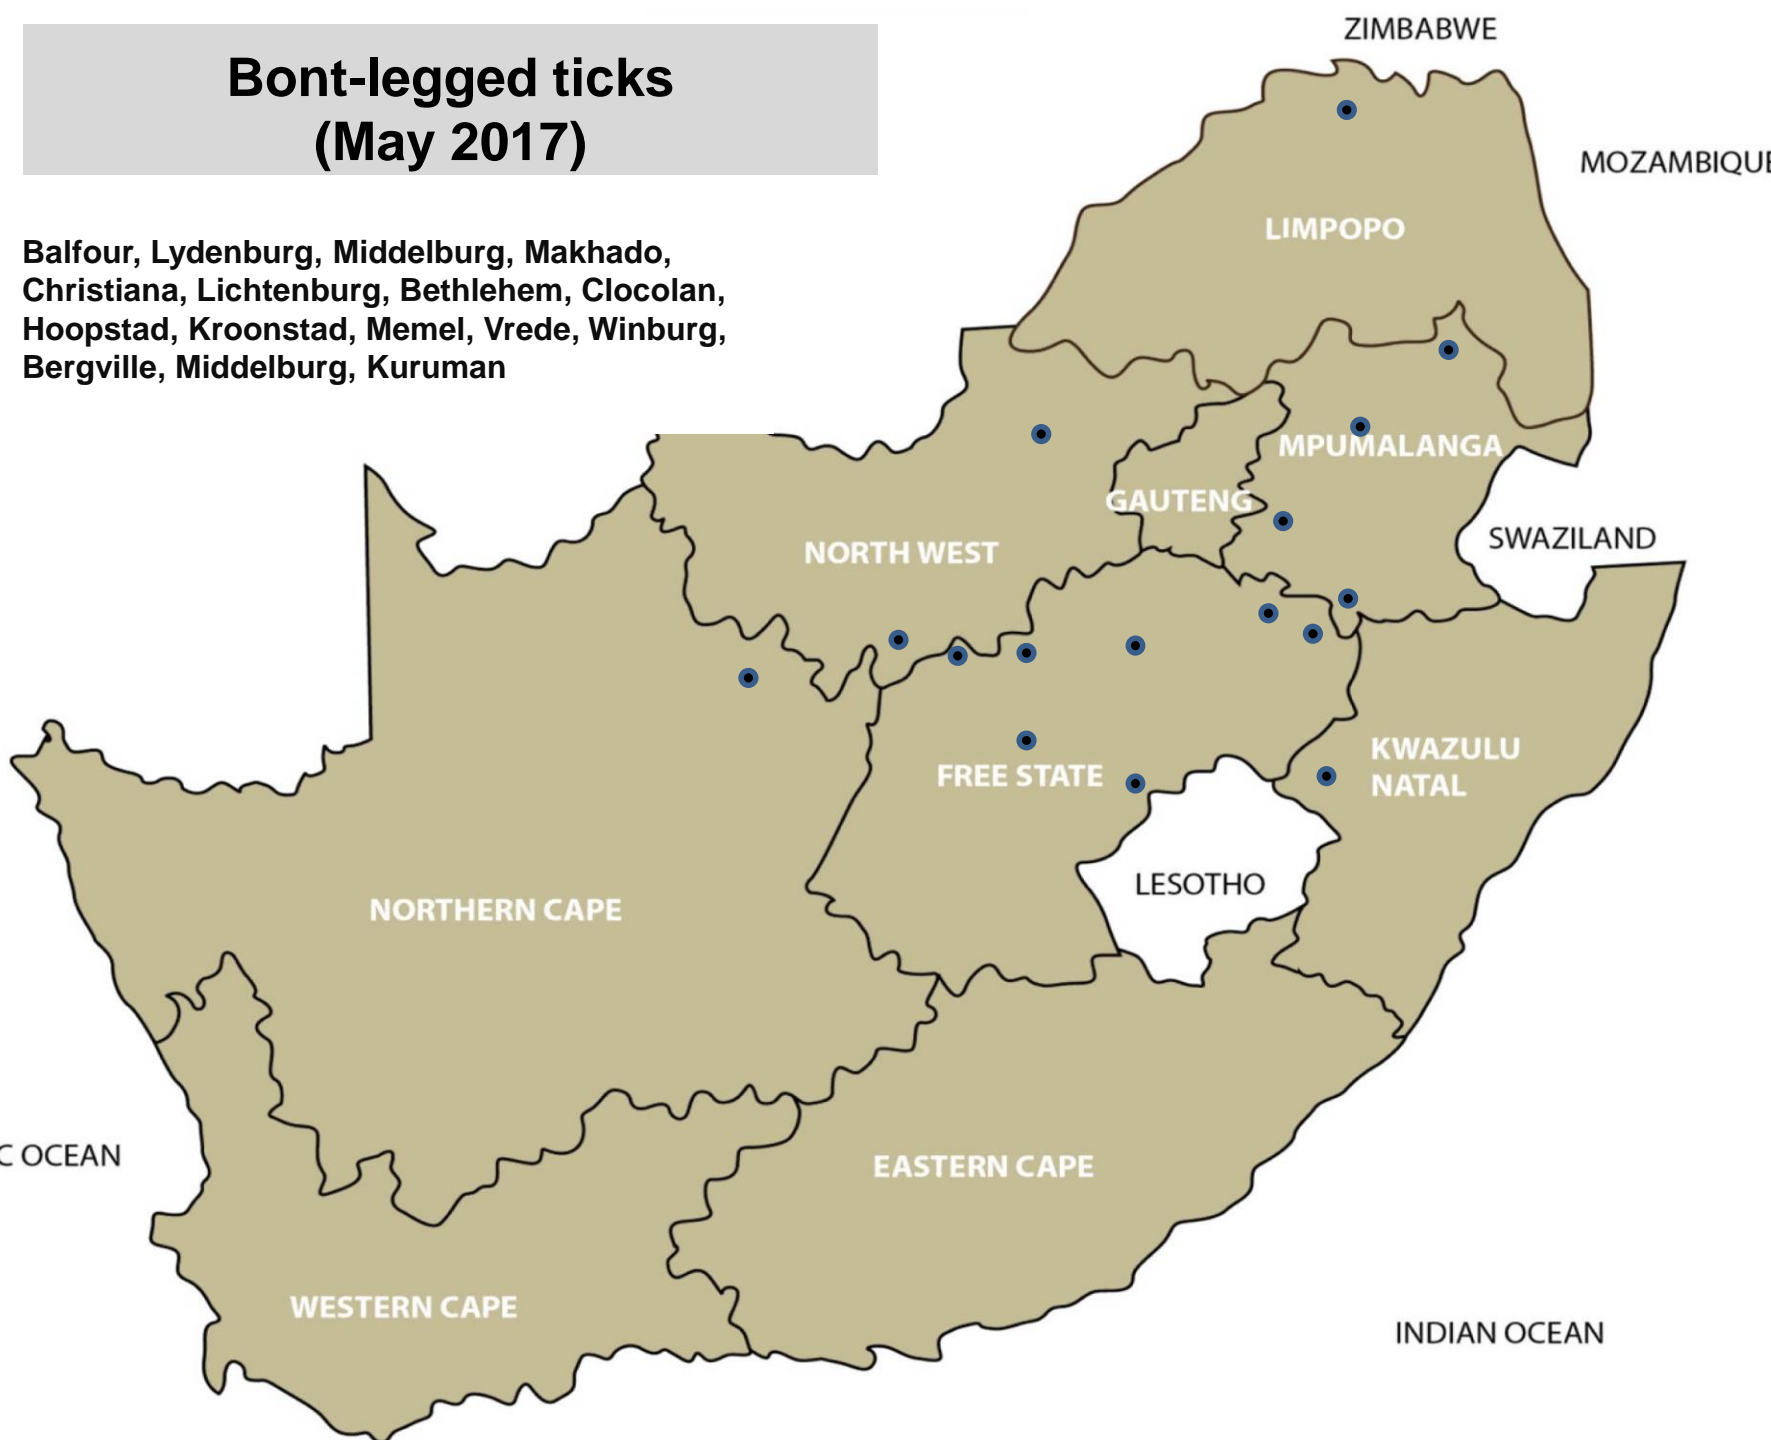 Bont-legged ticks
(May 2017)
Balfour, Lydenburg, Middelburg, Makhado,
Christiana, Lichtenburg, Bethlehem, Clocolan,
Hoopstad, Kroonstad, Memel, Vrede, Winburg,
Bergville, Middelburg, Kuruman
ZIMBABWE
MOZAMBIQUE
LIMPOPO
MPUMALANGA
GAUTENG
SWAZILAND
NORTH WEST
KWAZULU
NATAL
FREE STATE
LESOTHO
NORTHERN CAPE
C OCEAN
EASTERN CAPE
WESTERN CAPE
INDIAN OCEAN